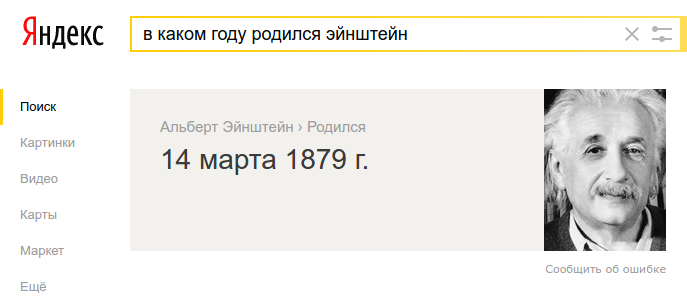 Яндекс
в каком году родился эйнштейн
Поиск
Картинки
Видео
Карты
Маркет
Ещё
Альберт Эйнштейн › Родился
14 марта 1879 г.
Сообщить об ошибке